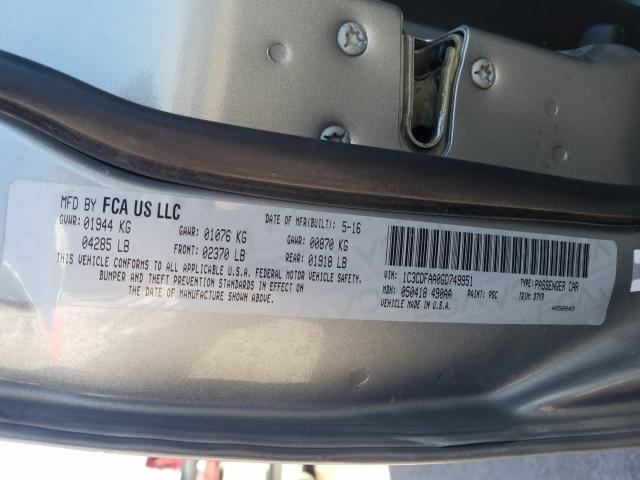 MFD BY FCA US LLC DATE OF MFR(BUILT): 5-16
GVWR: 01944 KG GAWR: 01076 KG GAWR: 00870 KG
04285 LB FRONT: 02370 LB REAR: 01918 LB
THIS VEHICLE CONFORMS TO ALL APPLICABLE U.S.A. FEDERAL MOTOR VEHICLE SAFETY,
BUMPER AND THEFT PREVENTION STANDARDS IN EFFECT ON
THE DATE OF MANUFACTURE SHOWN ABOVE.
VIN: 1C3CDFAA0GD749951 TYPE: PASSENGER CAR
MDH: 050418 490AA PAINT: PSC TRIM: D7X9
VEHICLE MADE IN U.S.A.